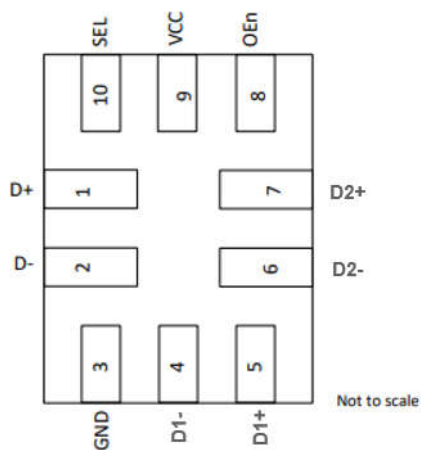 SEL VCC OEn
10 9 8
D+ 1 7 D2+
D- 2 6 D2-
3 4 5
Not to scale
GND D1- D1+